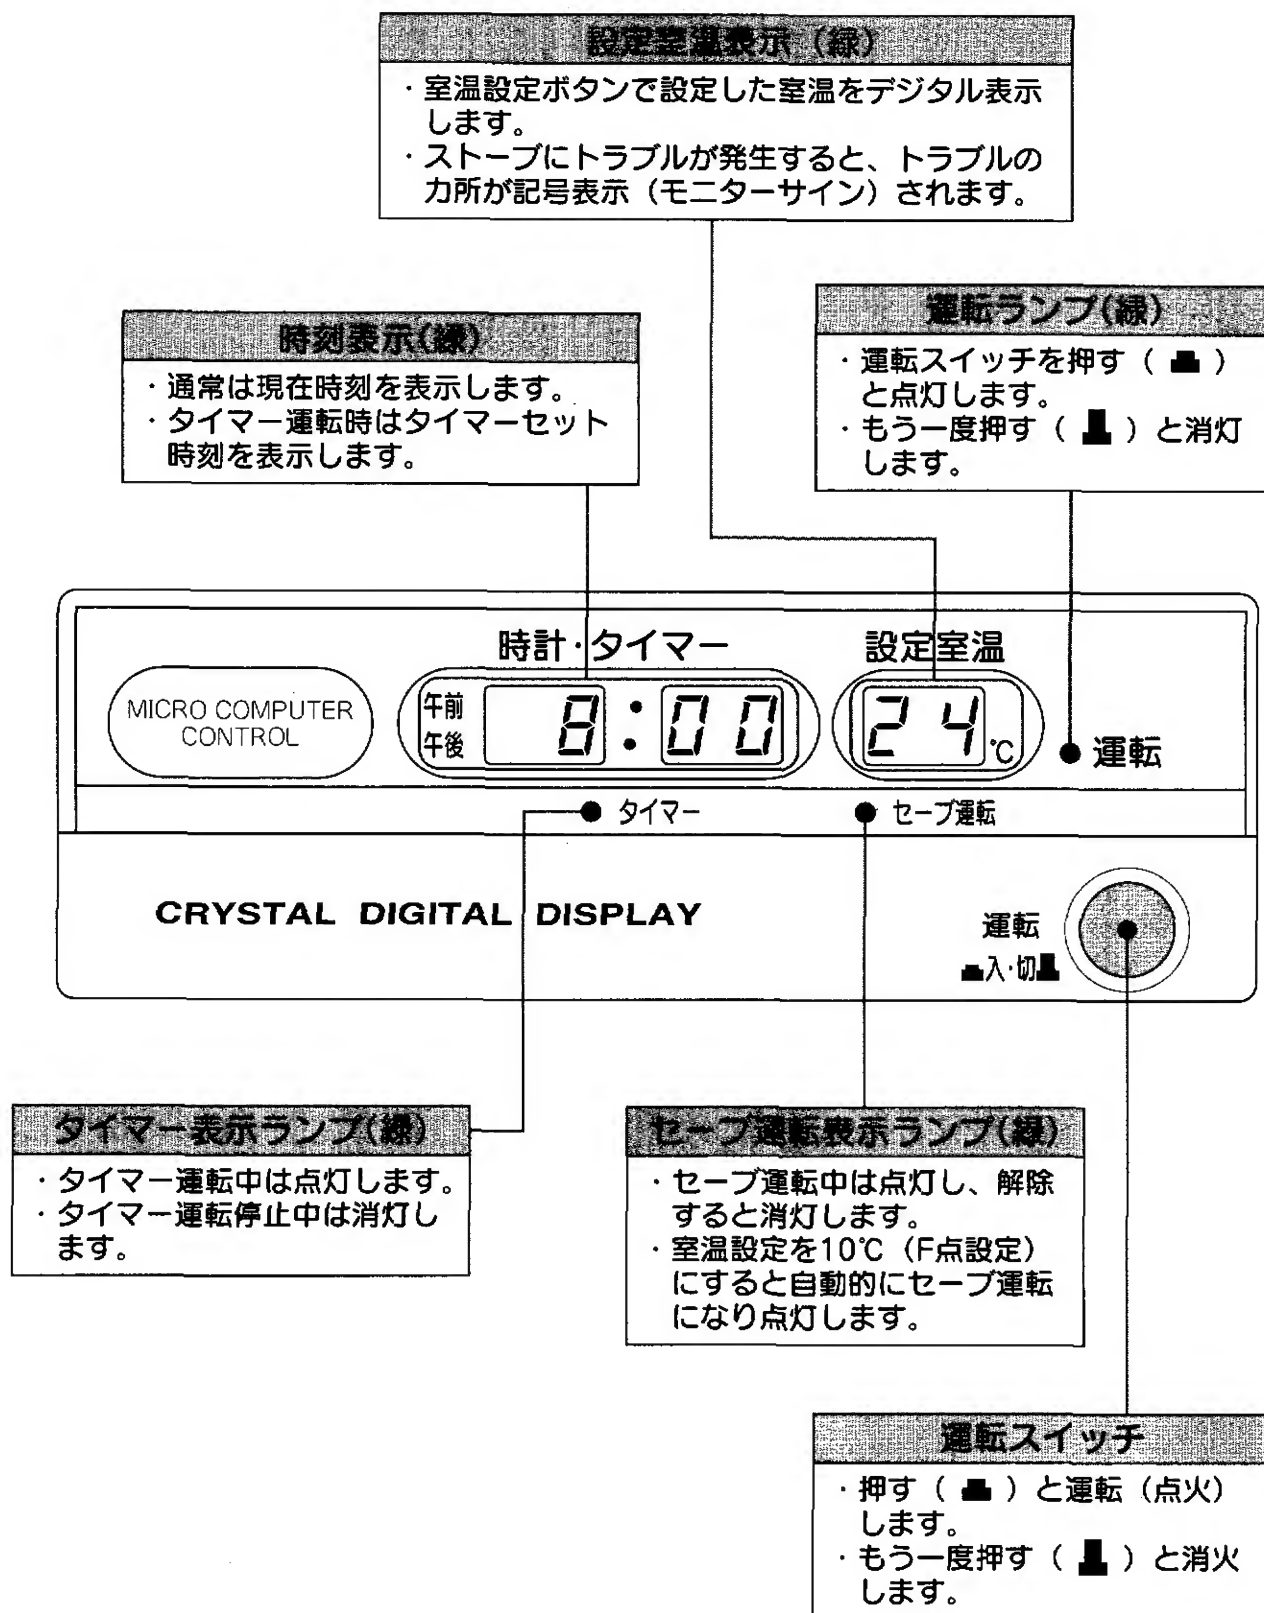 設定室温表示（緑）
・室温設定ボタンで設定した室温をデジタル表示
します。
・ストーブにトラブルが発生すると、トラブルの
カ所が記号表示（モニターサイン）されます。
時刻表示(緑)
・通常は現在時刻を表示します。
・タイマー運転時はタイマーセット
時刻を表示します。
運転ランプ(緑)
・運転スイッチを押す（ ）
と点灯します。
・もう一度押す（ ）と消灯
します。
時計・タイマー
設定室温
MICRO COMPUTER
CONTROL
午前
午後
8:00
24℃
運転
タイマー
セーブ運転
CRYSTAL DIGITAL DISPLAY
運転
入・切
タイマー表示ランプ(緑)
・タイマー運転中は点灯します。
・タイマー運転停止中は消灯し
ます。
セーブ運転表示ランプ(緑)
・セーブ運転中は点灯し、解除
すると消灯します。
・室温設定を10℃（F点設定）
にすると自動的にセーブ運転
になり点灯します。
運転スイッチ
・押す（ ）と運転（点火）
します。
・もう一度押す（ ）と消火
します。